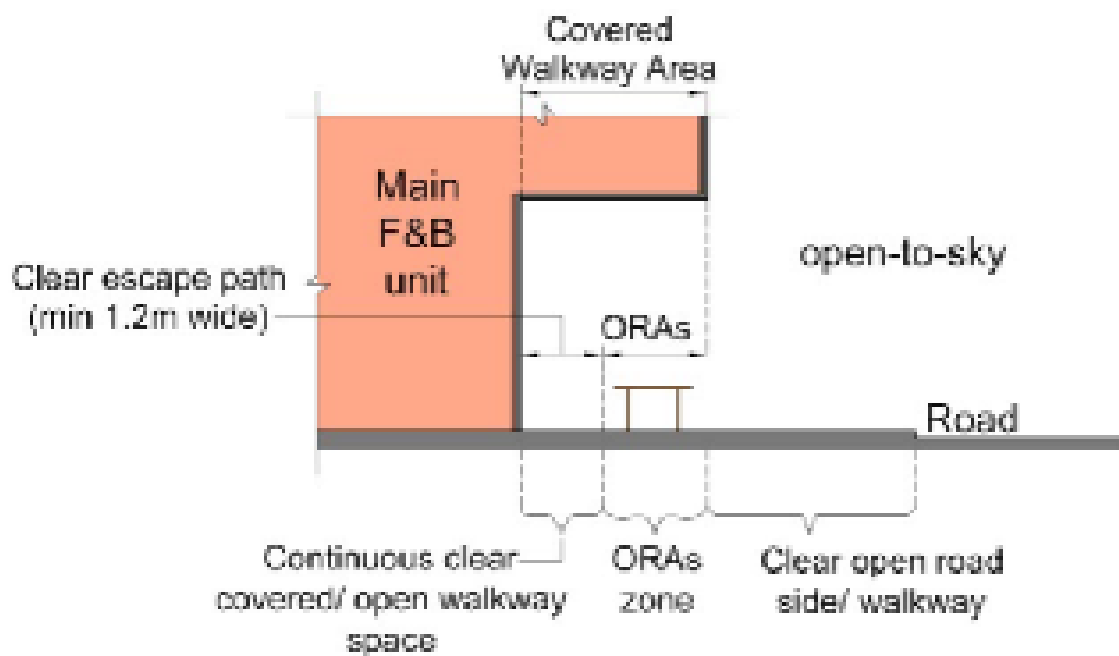 Covered
Walkway Area
Main
F&B
unit
open-to-sky
Clear escape path
(min 1.2m wide)
ORAs
Road
Continuous clear
covered/ open walkway
space
ORAs
zone
Clear open road
side/ walkway